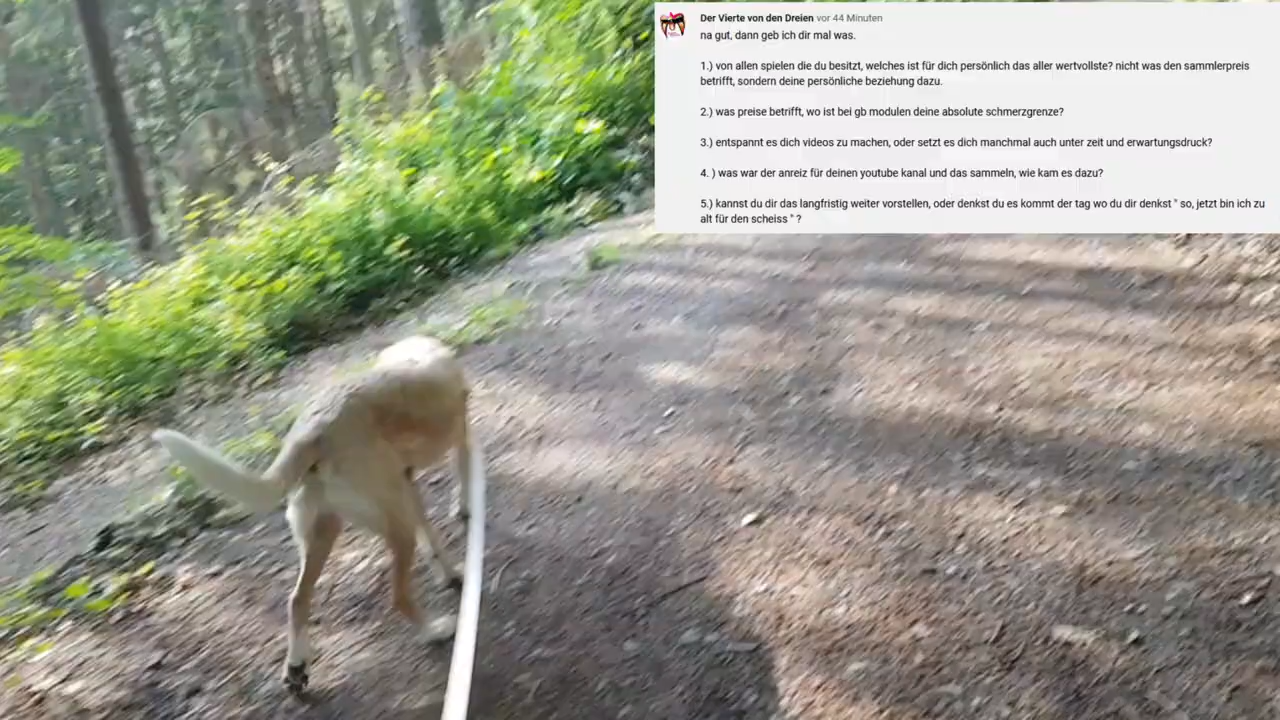 Der Vierte von den Dreien vor 44 Minuten
na gut, dann geb ich dir mal was.
1.) von allen spielen die du besitzt, welches ist für dich persönlich das aller wertvollste? nicht was den sammlerpreis
betrifft, sondern deine persönliche beziehung dazu.
2.) was preise betrifft, wo ist bei gb modulen deine absolute schmerzgrenze?
3.) entspannt es dich videos zu machen, oder setzt es dich manchmal auch unter zeit und erwartungsdruck?
4. ) was war der anreiz für deinen youtube kanal und das sammeln, wie kam es dazu?
5.) kannst du dir das langfristig weiter vorstellen, oder denkst du es kommt der tag wo du dir denkst " so, jetzt bin ich zu
alt für den scheiss " ?